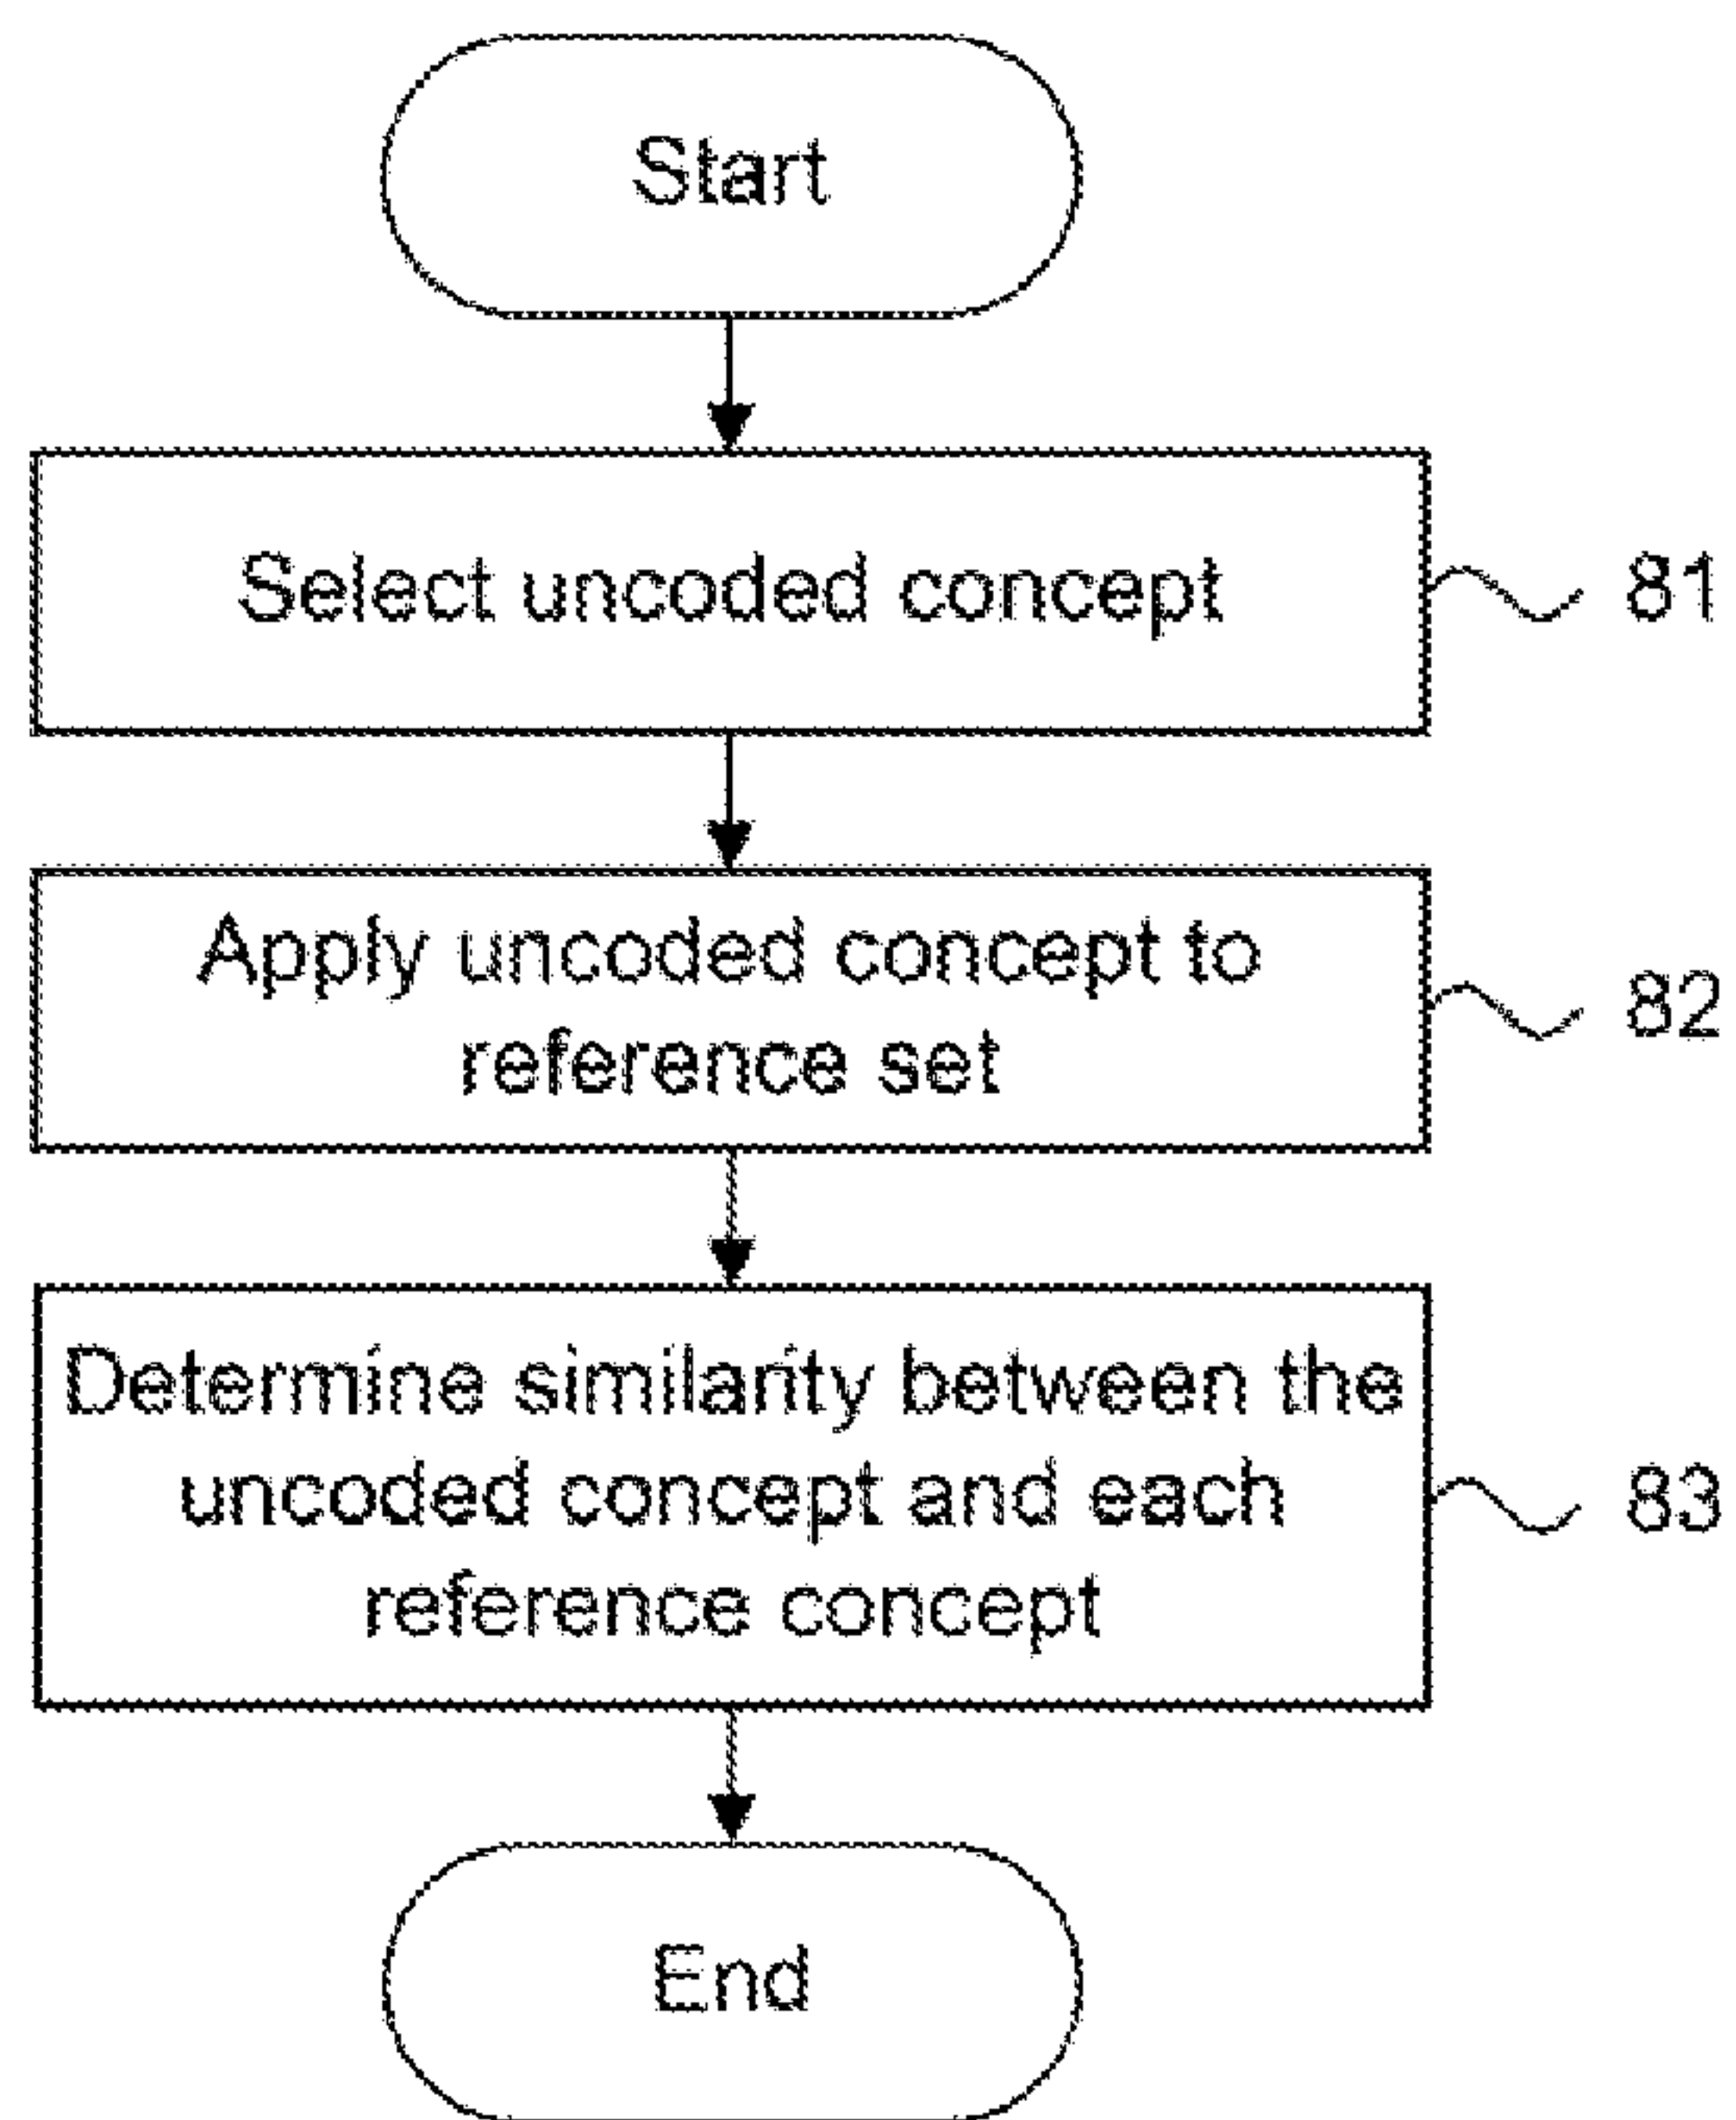 Start
Select uncoded concept
81
Apply uncoded concept to
reference set
82
Determine similarity between the
uncoded concept and each
reference concept
83
End